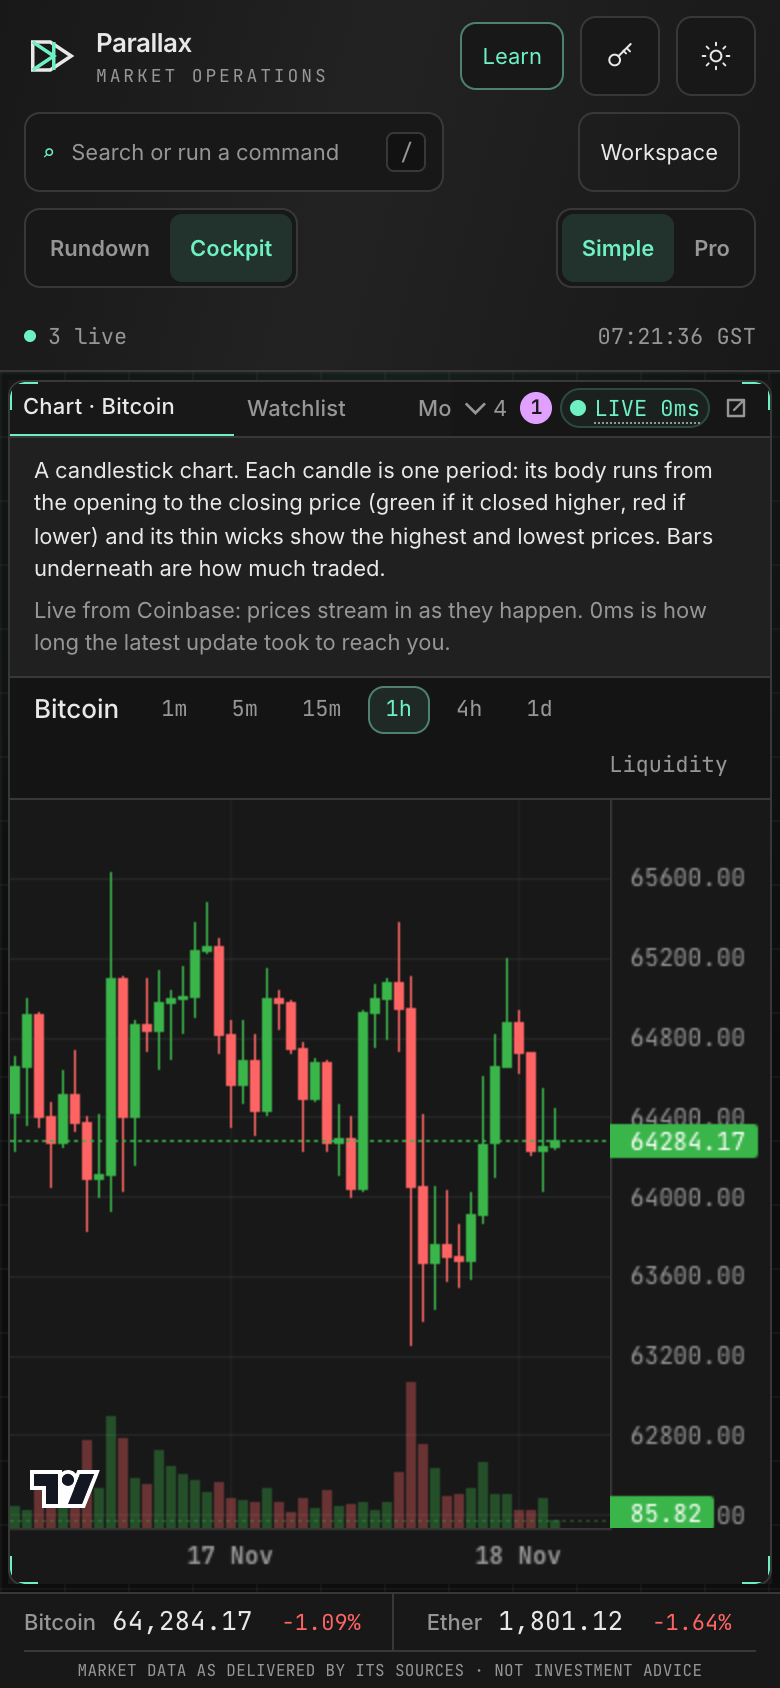 Parallax
MARKET OPERATIONS
Learn
Search or run a command /
Workspace
Rundown Cockpit
Simple Pro
3 live
07:21:36 GST
Chart · Bitcoin Watchlist Mo 4 1 LIVE 0ms
A candlestick chart. Each candle is one period: its body runs from
the opening to the closing price (green if it closed higher, red if
lower) and its thin wicks show the highest and lowest prices. Bars
underneath are how much traded.
Live from Coinbase: prices stream in as they happen. 0ms is how
long the latest update took to reach you.
Bitcoin 1m 5m 15m 1h 4h 1d
Liquidity
65600.00
65200.00
64800.00
64400.00
64284.17
64000.00
63600.00
63200.00
62800.00
85.82 00
17 Nov 18 Nov
Bitcoin 64,284.17 -1.09% Ether 1,801.12 -1.64%
MARKET DATA AS DELIVERED BY ITS SOURCES · NOT INVESTMENT ADVICE